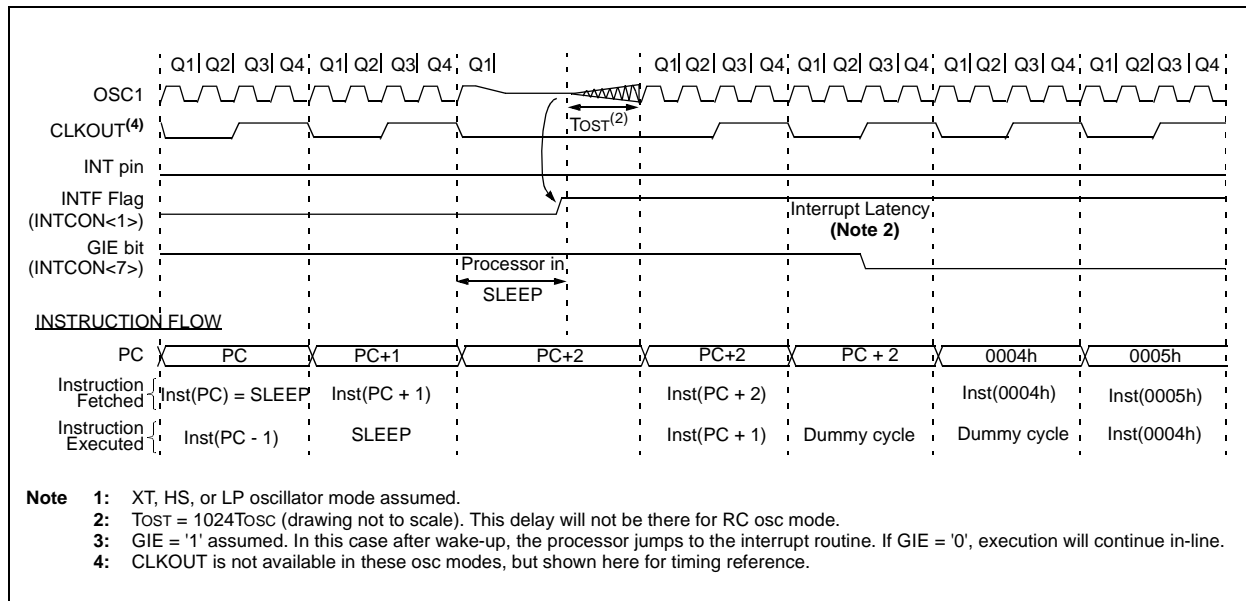 Q1 Q2 Q3 Q4 Q1 Q2 Q3 Q4 Q1 Q1 Q2 Q3 Q4 Q1 Q2 Q3 Q4 Q1 Q2 Q3 Q4 Q1 Q2 Q3 Q4
OSC1
TOST(2)
CLKOUT(4)
INT pin
INTF Flag
(INTCON<1>)
Interrupt Latency
(Note 2)
GIE bit
(INTCON<7>)
Processor in
SLEEP
INSTRUCTION FLOW
PC PC PC+1 PC+2 PC+2 PC + 2 0004h 0005h
Instruction
Fetched
Inst(PC) = SLEEP Inst(PC + 1) Inst(PC + 2) Inst(0004h) Inst(0005h)
Instruction
Executed
Inst(PC - 1) SLEEP Inst(PC + 1) Dummy cycle Dummy cycle Inst(0004h)
Note 1: XT, HS, or LP oscillator mode assumed.
2: TOST = 1024TOSC (drawing not to scale). This delay will not be there for RC osc mode.
3: GIE = '1' assumed. In this case after wake-up, the processor jumps to the interrupt routine. If GIE = '0', execution will continue in-line.
4: CLKOUT is not available in these osc modes, but shown here for timing reference.